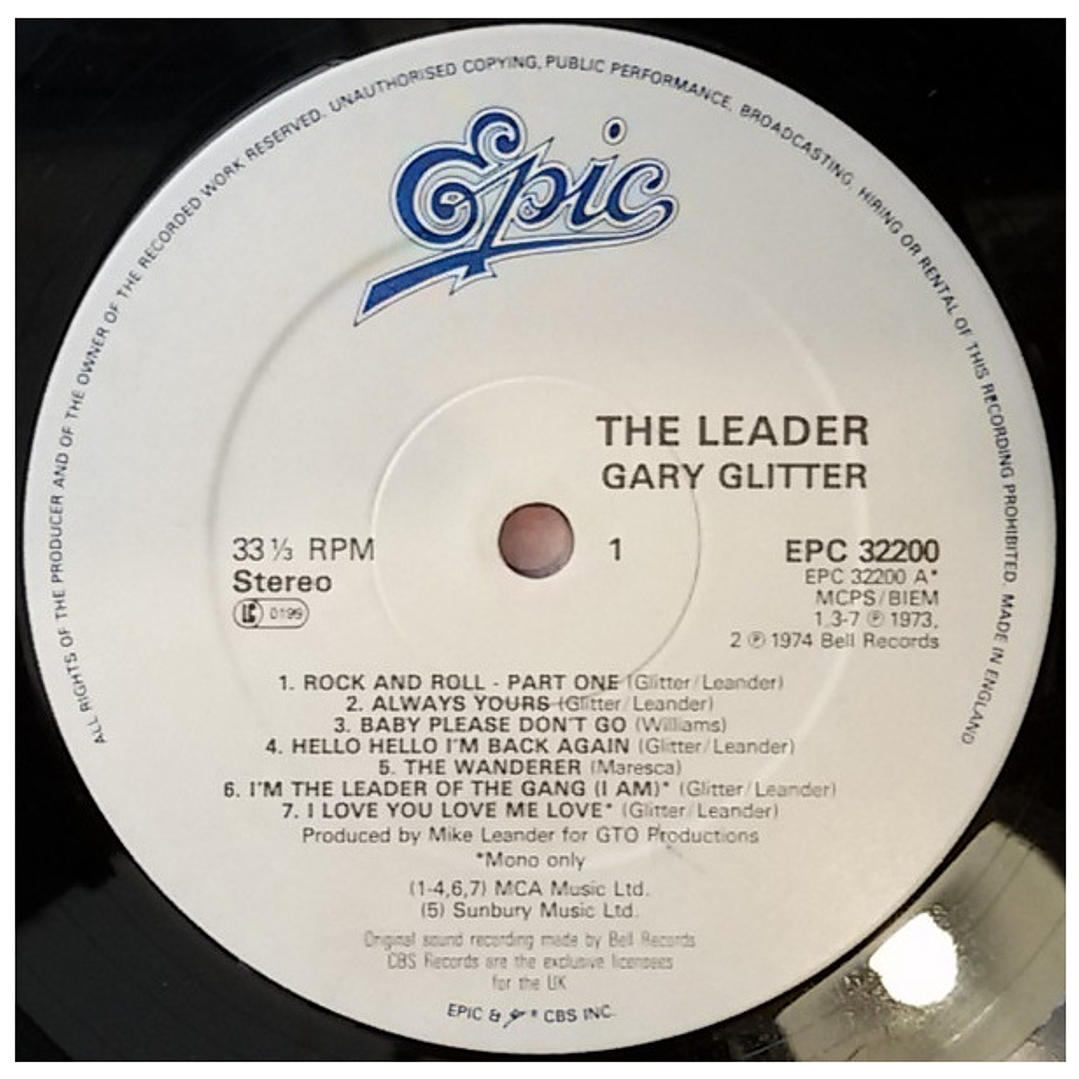 ALL RIGHTS OF THE PRODUCER AND OF THE OWNER OF THE RECORDED WORK RESERVED. UNAUTHORISED COPYING, PUBLIC PERFORMANCE, BROADCASTING, HIRING OR RENTAL OF THIS RECORDING PROHIBITED. MADE IN ENGLAND
Epic
THE LEADER
GARY GLITTER
33 ⅓ RPM
Stereo
LC 0199
1
EPC 32200
EPC 32200 A*
MCPS/BIEM
1,3-7 ℗ 1973,
2 ℗ 1974 Bell Records
1. ROCK AND ROLL - PART ONE (Glitter/Leander)
2. ALWAYS YOURS (Glitter/Leander)
3. BABY PLEASE DON'T GO (Williams)
4. HELLO HELLO I'M BACK AGAIN (Glitter/Leander)
5. THE WANDERER (Maresca)
6. I'M THE LEADER OF THE GANG (I AM)* (Glitter/Leander)
7. I LOVE YOU LOVE ME LOVE* (Glitter/Leander)
Produced by Mike Leander for GTO Productions
*Mono only
(1-4,6,7) MCA Music Ltd.
(5) Sunbury Music Ltd.
Original sound recording made by Bell Records
CBS Records are the exclusive licensees
for the UK
EPIC & Epic ® CBS INC.